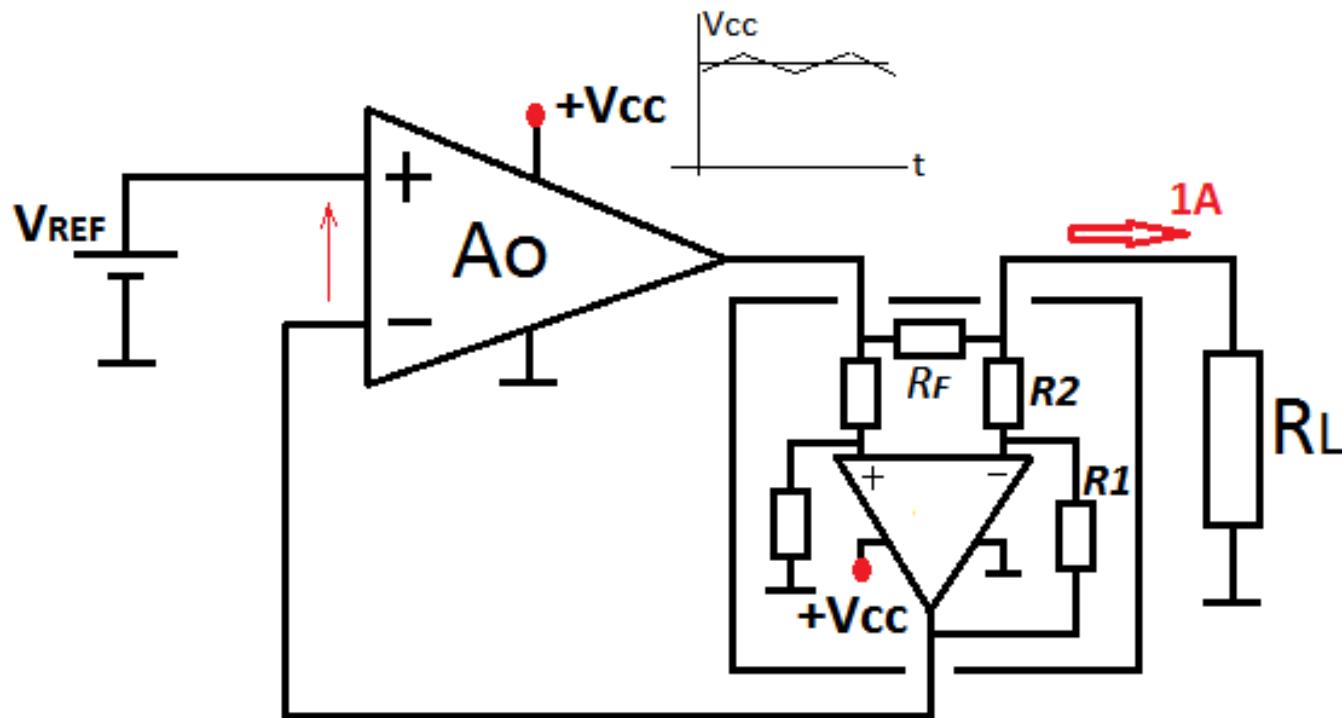 Vcc
+Vcc
t
VREF
+
Ao
−
1A
RF
R2
RL
+
−
R1
+Vcc